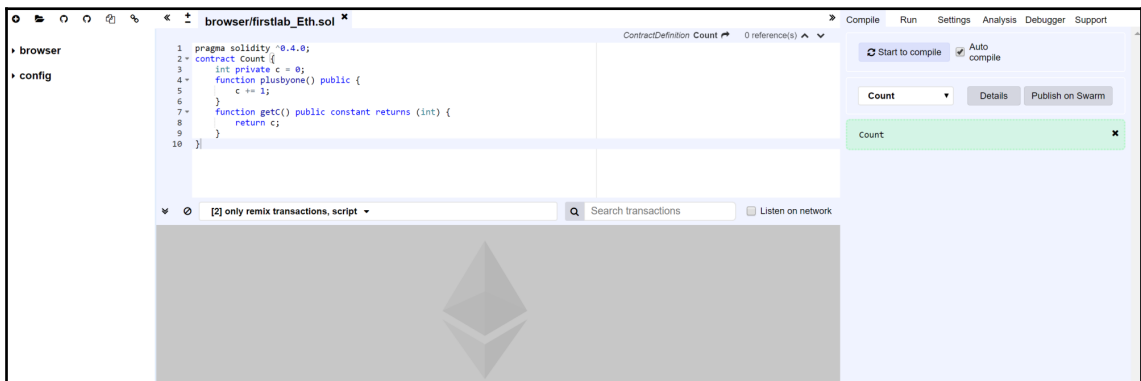 browser/firstlab_Eth.sol ×
Compile Run Settings Analysis Debugger Support
browser
config
ContractDefinition Count 0 reference(s)
1 pragma solidity ^0.4.0;
2 contract Count {
3 int private c = 0;
4 function plusbyone() public {
5 c += 1;
6 }
7 function getC() public constant returns (int) {
8 return c;
9 }
10 }
Start to compile
Auto compile
Count
Details
Publish on Swarm
Count ×
[2] only remix transactions, script
Search transactions
Listen on network